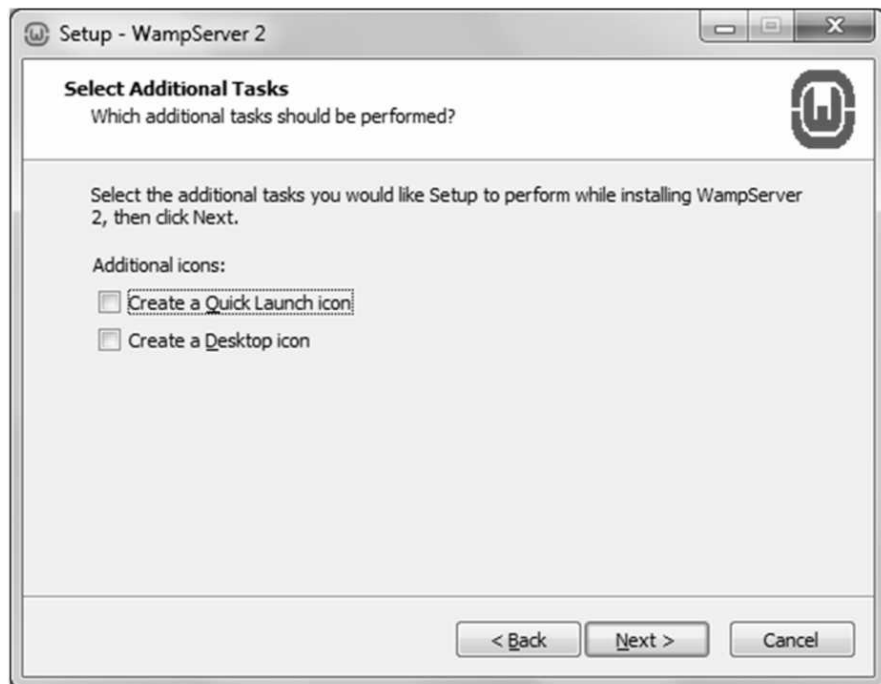 Setup - WampServer 2
Select Additional Tasks
Which additional tasks should be performed?
Select the additional tasks you would like Setup to perform while installing WampServer
2, then click Next.
Additional icons:
Create a Quick Launch icon
Create a Desktop icon
< Back Next > Cancel